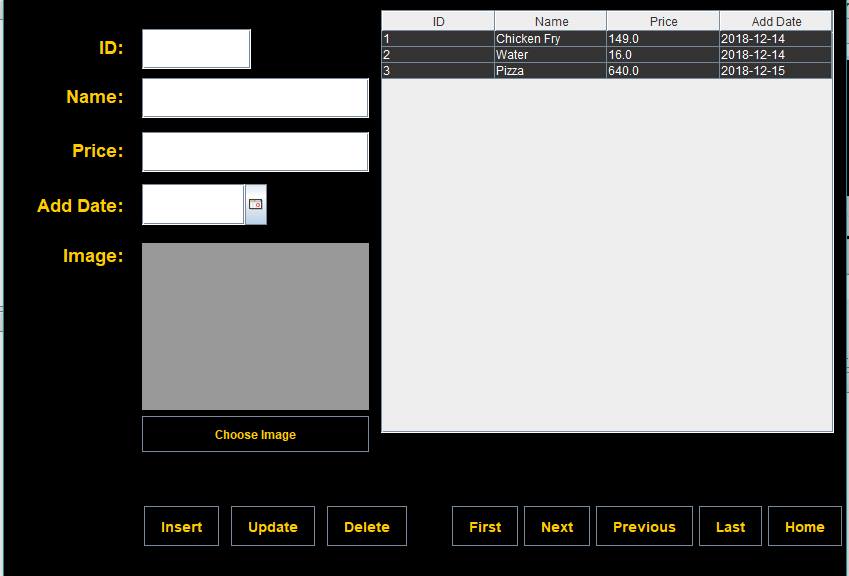 ID:
Name:
Price:
Add Date:
Image:
Choose Image
ID Name Price Add Date
1 Chicken Fry 149.0 2018-12-14
2 Water 16.0 2018-12-14
3 Pizza 640.0 2018-12-15
Insert Update Delete First Next Previous Last Home